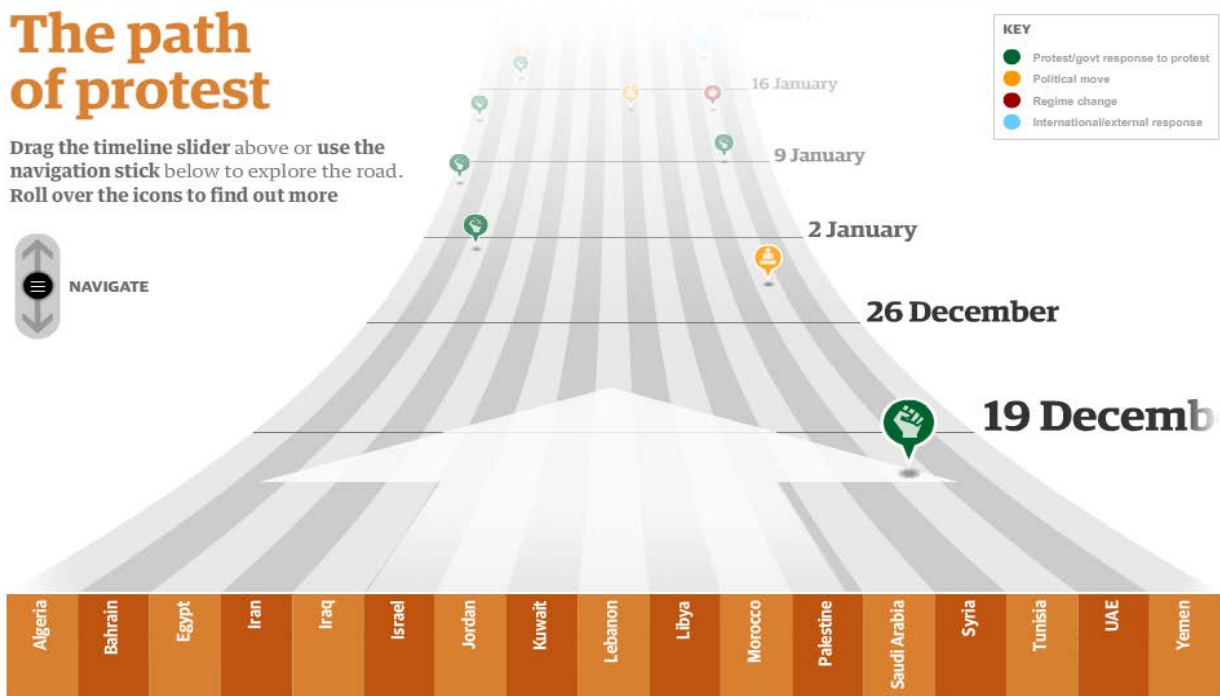 The path
of protest
Drag the timeline slider above or use the
navigation stick below to explore the road.
Roll over the icons to find out more
NAVIGATE
KEY
Protest/govt response to protest
Political move
Regime change
International/external response
16 January
9 January
2 January
26 December
19 Decemb
Algeria
Bahrain
Egypt
Iran
Iraq
Israel
Jordan
Kuwait
Lebanon
Libya
Morocco
Palestine
Saudi Arabia
Syria
Tunisia
UAE
Yemen